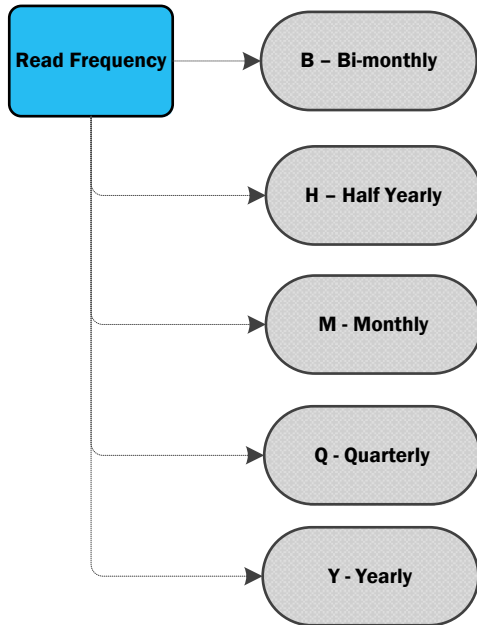 Read Frequency
B – Bi-monthly
H – Half Yearly
M - Monthly
Q - Quarterly
Y - Yearly